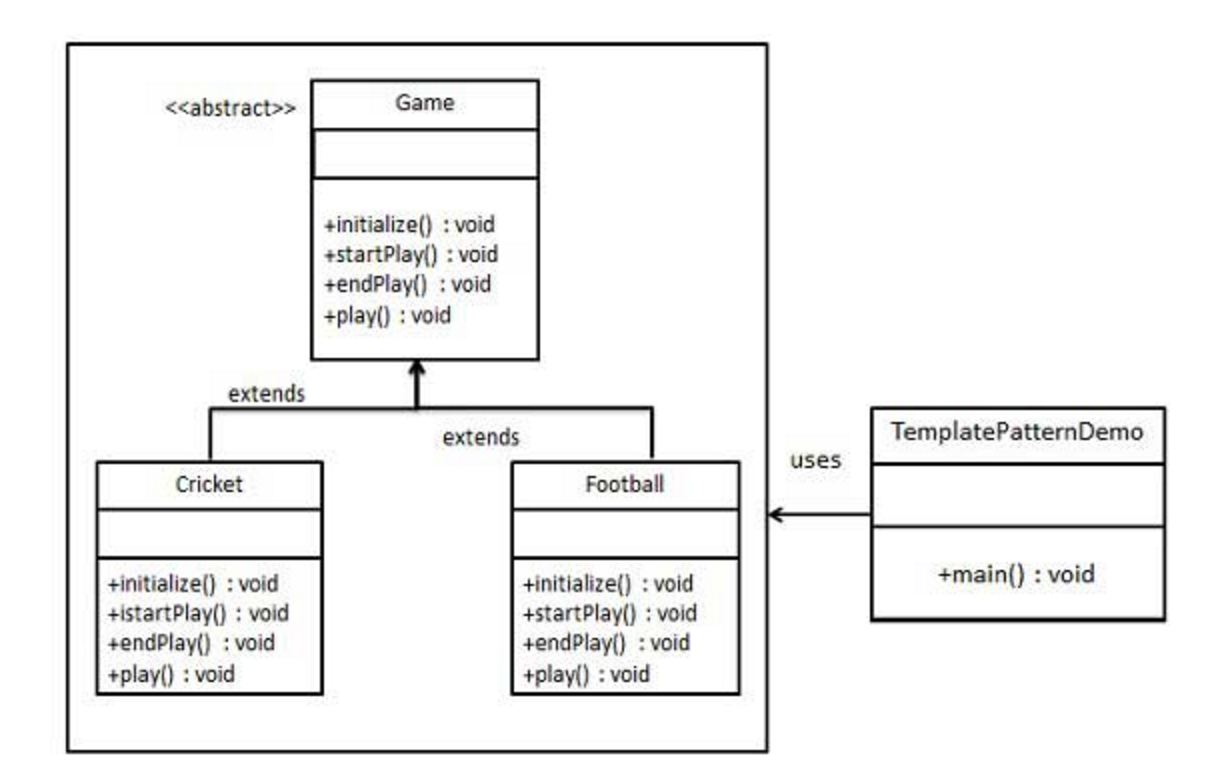 <<abstract>>
Game
+initialize() : void
+startPlay() : void
+endPlay() : void
+play() : void
extends
extends
Cricket
+initialize() : void
+istartPlay() : void
+endPlay() : void
+play() : void
Football
+initialize() : void
+startPlay() : void
+endPlay() : void
+play() : void
uses
TemplatePatternDemo
+main() : void